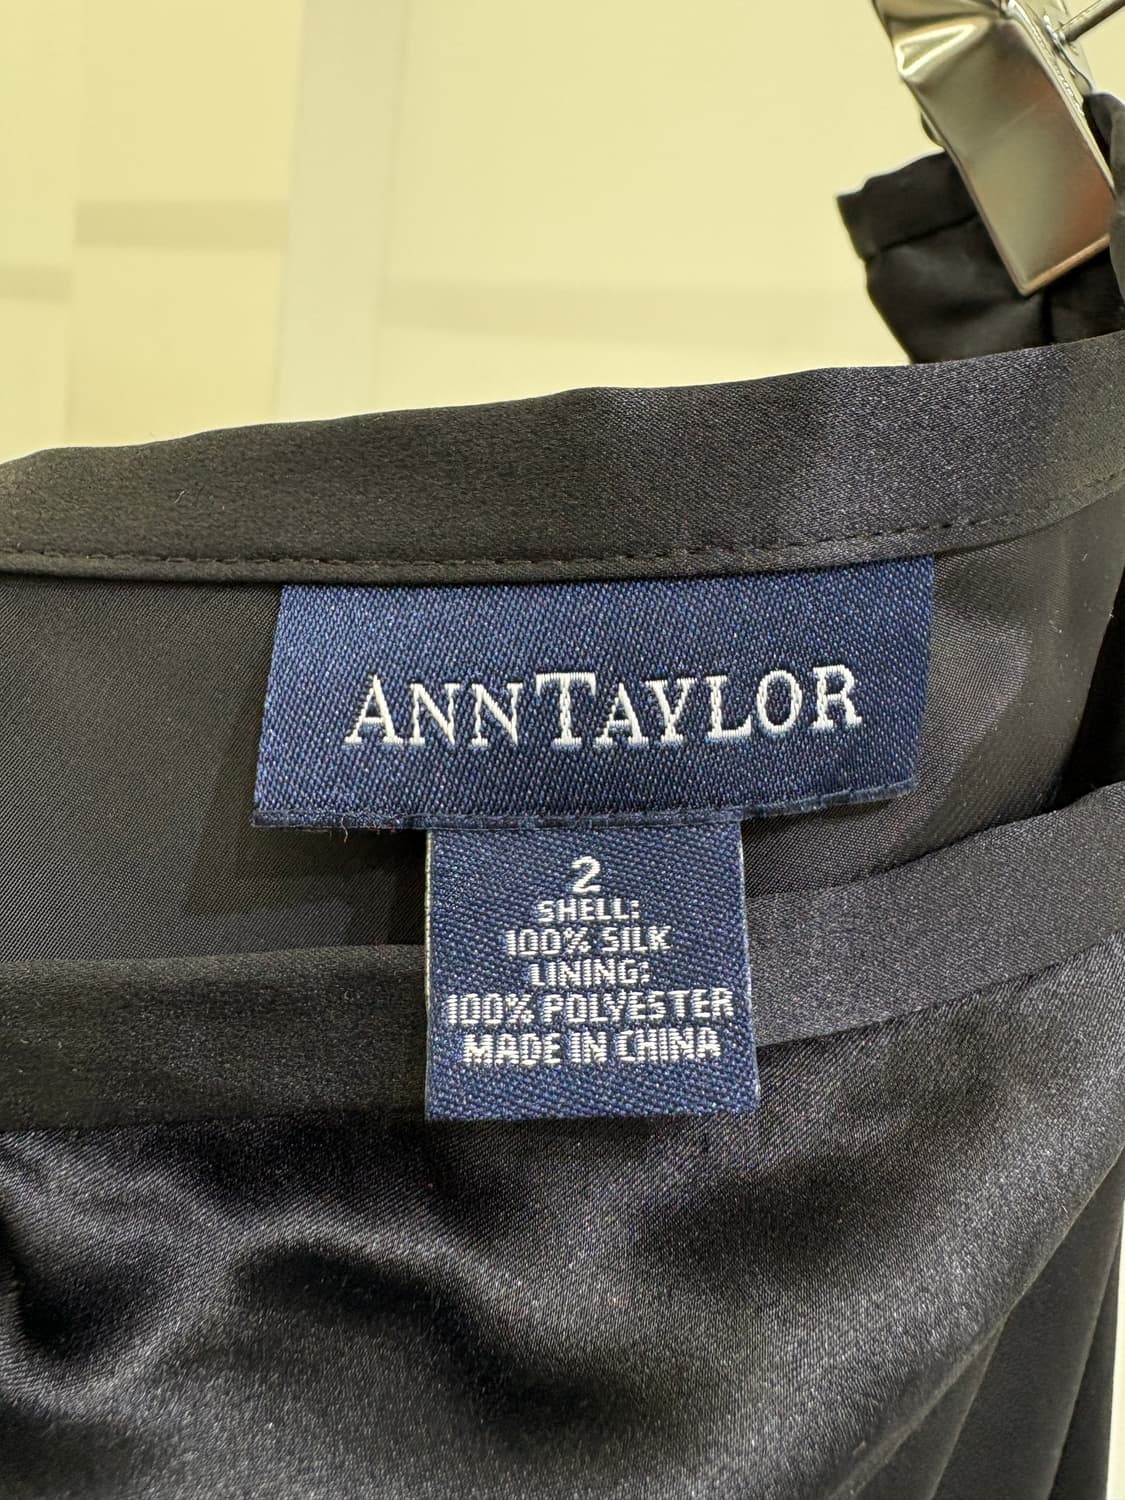 ANNTAYLOR
2
SHELL:
100% SILK
LINING:
100% POLYESTER
MADE IN CHINA